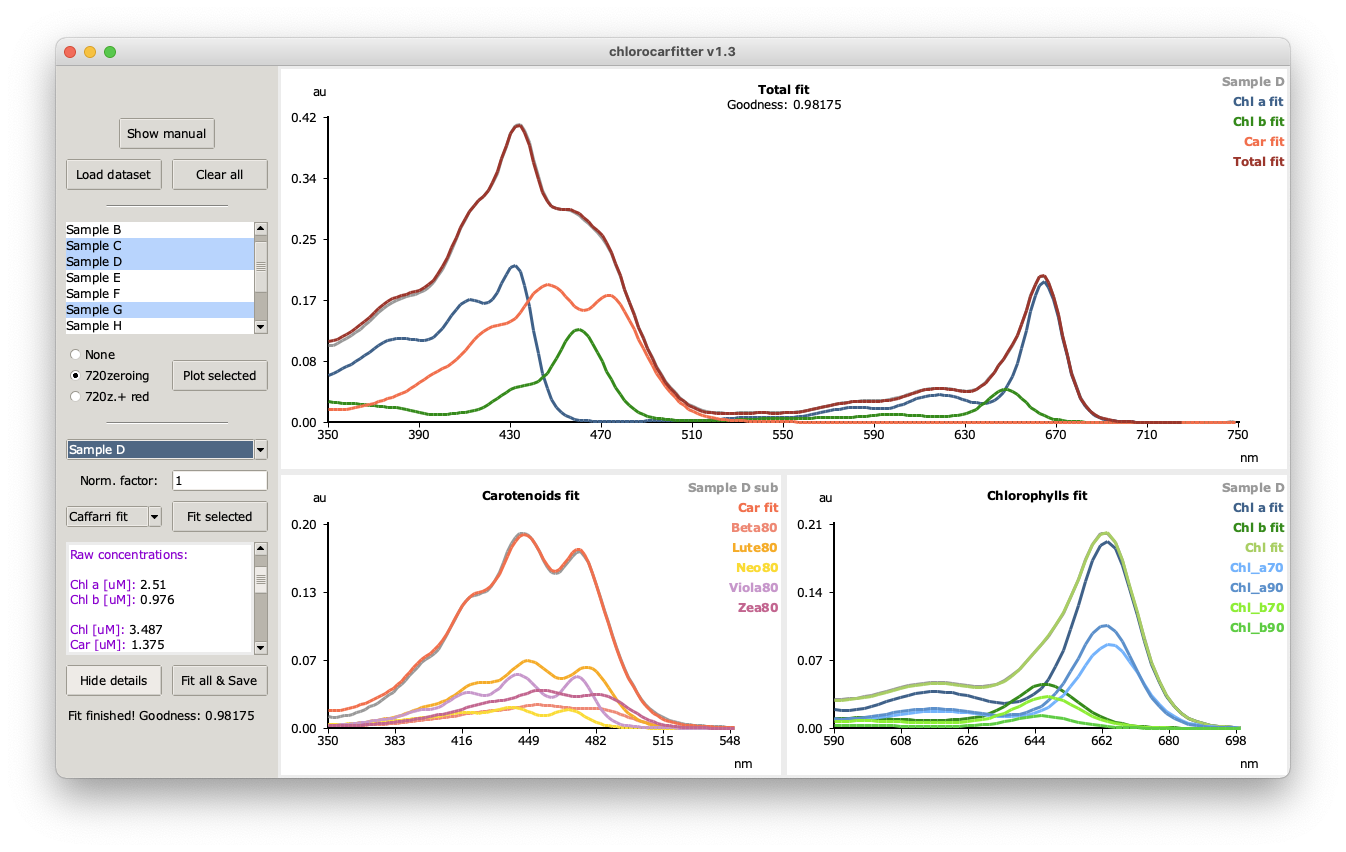 chlorocarfitter v1.3
Show manual
Load dataset
Clear all
Sample B
Sample C
Sample D
Sample E
Sample F
Sample G
Sample H
None
720zeroing
720z.+ red
Plot selected
Sample D
Norm. factor:
1
Caffarri fit
Fit selected
Raw concentrations:
Chl a [uM]: 2.51
Chl b [uM]: 0.976
Chl [uM]: 3.487
Car [uM]: 1.375
Hide details
Fit all & Save
Fit finished! Goodness: 0.98175
au
Total fit
Goodness: 0.98175
Sample D
Chl a fit
Chl b fit
Car fit
Total fit
0.42
0.34
0.25
0.17
0.08
0.00
350 390 430 470 510 550 590 630 670 710 750
nm
au
Carotenoids fit
Sample D sub
Car fit
Beta80
Lute80
Neo80
Viola80
Zea80
0.20
0.13
0.07
0.00
350 383 416 449 482 515 548
nm
au
Chlorophylls fit
Sample D
Chl a fit
Chl b fit
Chl fit
Chl_a70
Chl_a90
Chl_b70
Chl_b90
0.21
0.14
0.07
0.00
590 608 626 644 662 680 698
nm